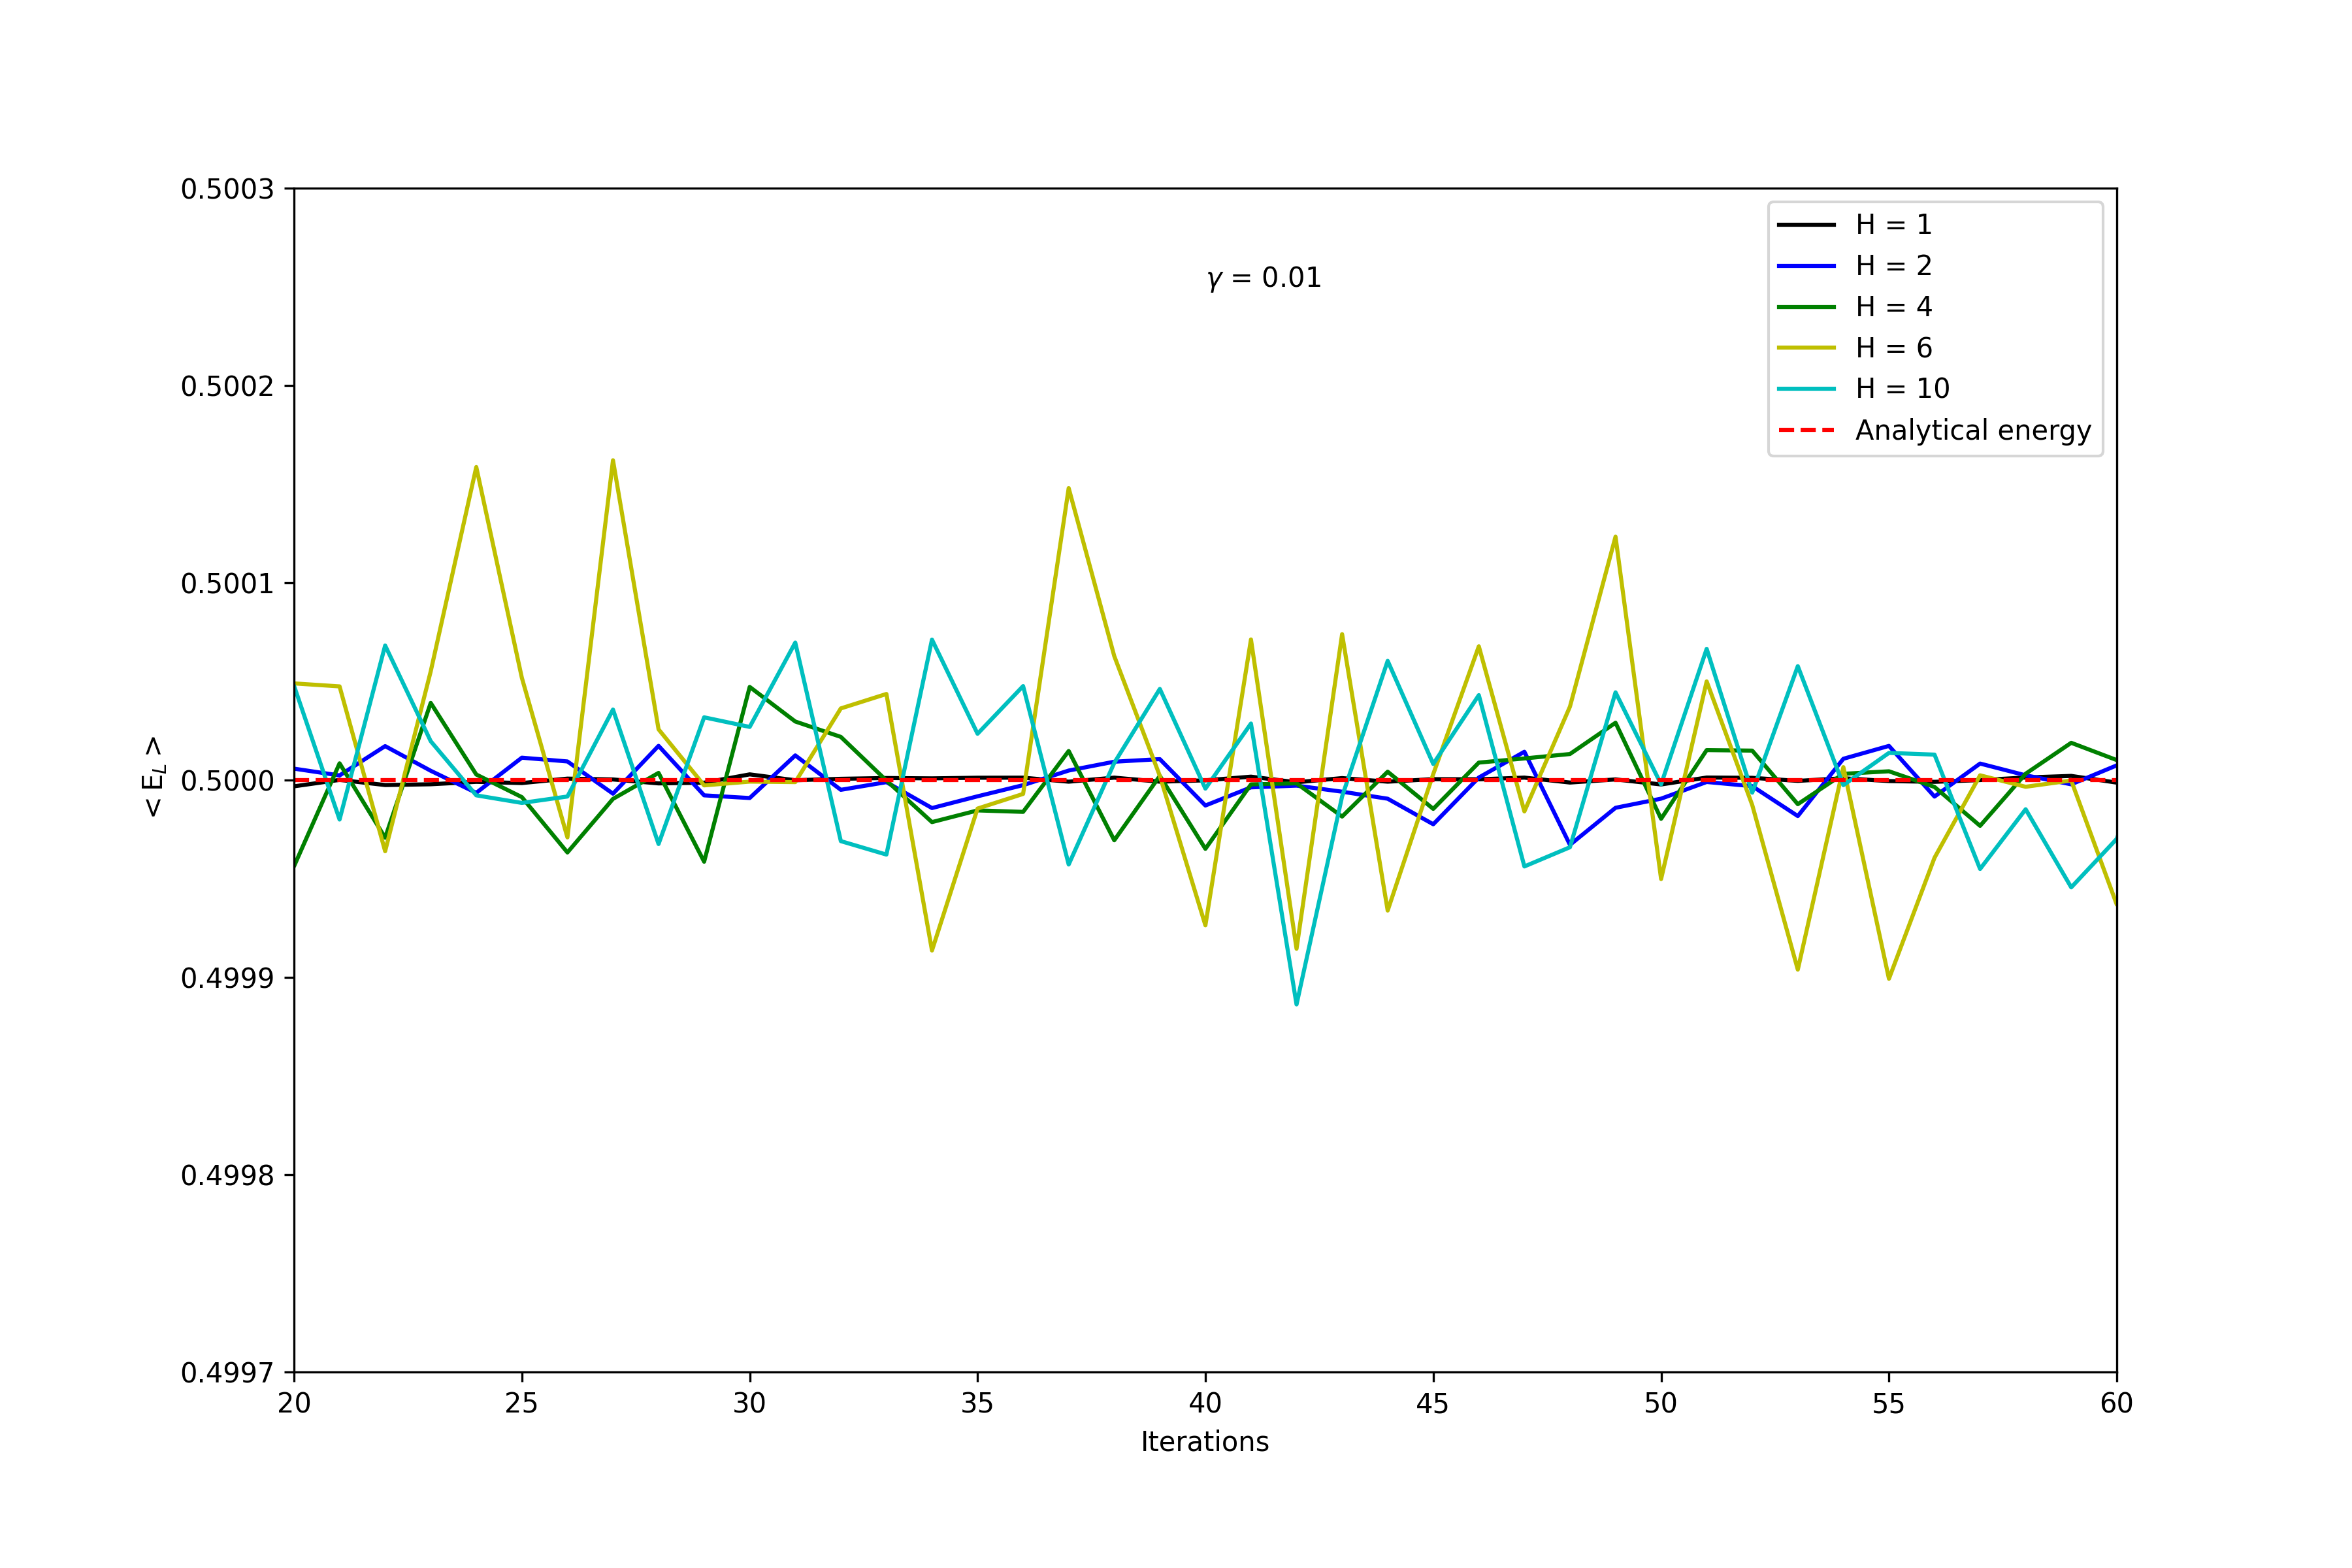 0.5003
0.5002
0.5001
0.5000
0.4999
0.4998
0.4997
<E_L>
γ = 0.01
H = 1
H = 2
H = 4
H = 6
H = 10
Analytical energy
20 25 30 35 40 45 50 55 60
Iterations